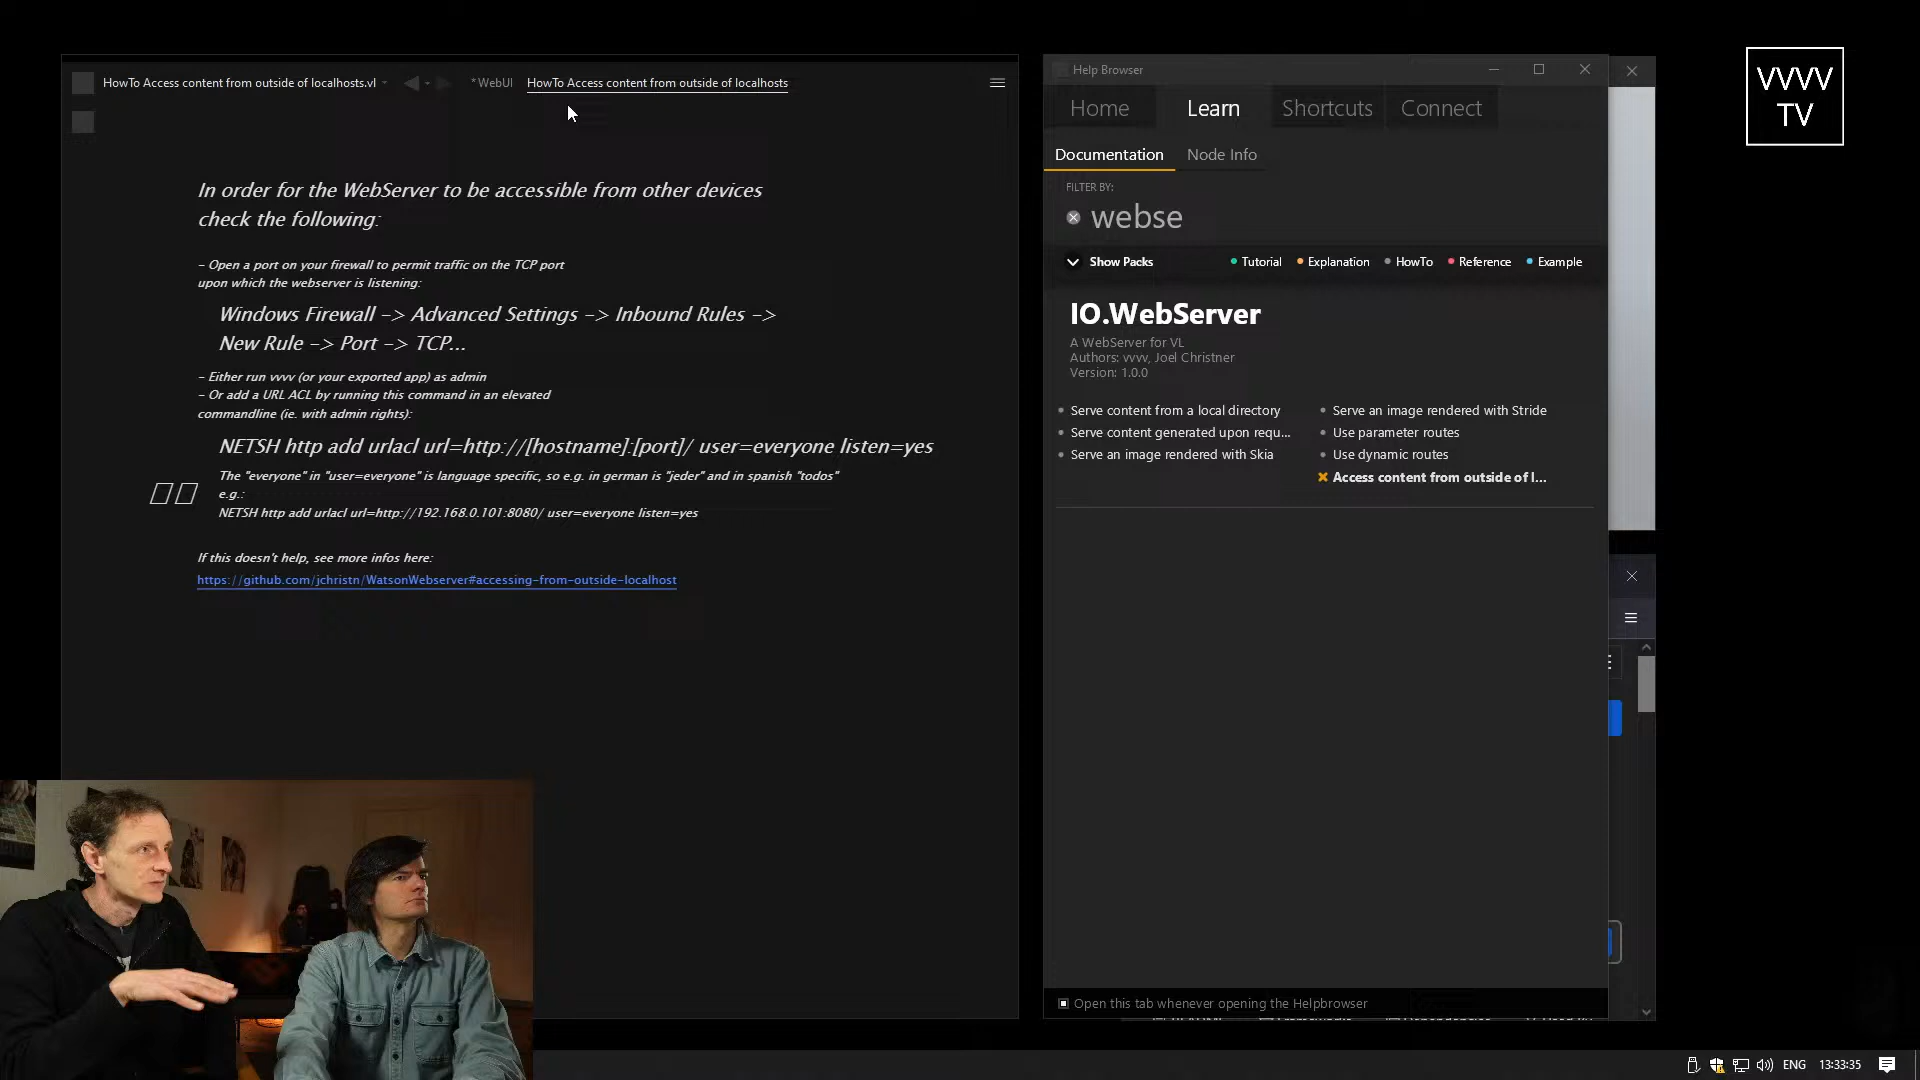 HowTo Access content from outside of localhosts.vl
*WebUI
HowTo Access content from outside of localhosts
In order for the WebServer to be accessible from other devices
check the following:
- Open a port on your firewall to permit traffic on the TCP port
upon which the webserver is listening:
Windows Firewall -> Advanced Settings -> Inbound Rules ->
New Rule -> Port -> TCP...
- Either run vvvv (or your exported app) as admin
- Or add a URL ACL by running this command in an elevated
commandline (ie. with admin rights):
NETSH http add urlacl url=http://[hostname]:[port]/ user=everyone listen=yes
The "everyone" in "user=everyone" is language specific, so e.g. in german is "jeder" and in spanish "todos"
e.g.:
NETSH http add urlacl url=http://192.168.0.101:8080/ user=everyone listen=yes
If this doesn't help, see more infos here:
https://github.com/jchristn/WatsonWebserver#accessing-from-outside-localhost
Help Browser
Home
Learn
Shortcuts
Connect
Documentation
Node Info
FILTER BY:
webse
Show Packs
Tutorial
Explanation
HowTo
Reference
Example
IO.WebServer
A WebServer for VL
Authors: vvvv, Joel Christner
Version: 1.0.0
Serve content from a local directory
Serve content generated upon requ...
Serve an image rendered with Skia
Serve an image rendered with Stride
Use parameter routes
Use dynamic routes
Access content from outside of l...
Open this tab whenever opening the Helpbrowser
VVVV
TV
ENG
13:33:35